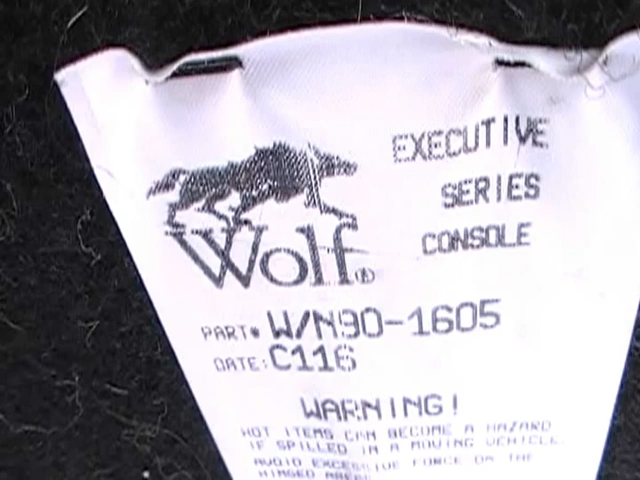 EXECUTIVE
SERIES
CONSOLE
Wolf®
PART# W/N90-1605
DATE: C116
WARNING!
HOT ITEMS CAN BECOME A HAZARD
IF SPILLED IN A MOVING VEHICLE.
AVOID EXCESSIVE FORCE ON THE
HINGED AREA